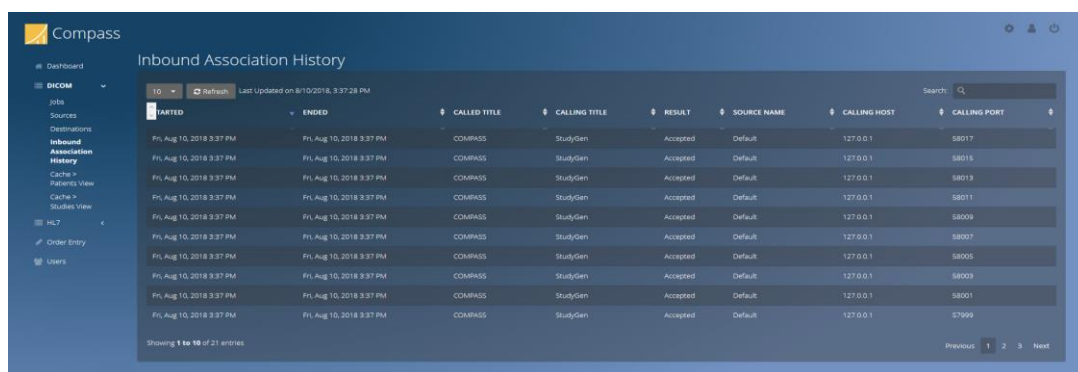 Compass
Dashboard
DICOM
Jobs
Sources
Destinations
Inbound
Association
History
Cache >
Patients View
Cache >
Studies View
HL7
Order Entry
Users
Inbound Association History
10 Refresh Last Updated on 8/10/2018, 3:37:28 PM Search:
TARTED ENDED CALLED TITLE CALLING TITLE RESULT SOURCE NAME CALLING HOST CALLING PORT
Fri, Aug 10, 2018 3:37 PM Fri, Aug 10, 2018 3:37 PM COMPASS StudyGen Accepted Default 127.0.0.1 58017
Fri, Aug 10, 2018 3:37 PM Fri, Aug 10, 2018 3:37 PM COMPASS StudyGen Accepted Default 127.0.0.1 58015
Fri, Aug 10, 2018 3:37 PM Fri, Aug 10, 2018 3:37 PM COMPASS StudyGen Accepted Default 127.0.0.1 58013
Fri, Aug 10, 2018 3:37 PM Fri, Aug 10, 2018 3:37 PM COMPASS StudyGen Accepted Default 127.0.0.1 58011
Fri, Aug 10, 2018 3:37 PM Fri, Aug 10, 2018 3:37 PM COMPASS StudyGen Accepted Default 127.0.0.1 58009
Fri, Aug 10, 2018 3:37 PM Fri, Aug 10, 2018 3:37 PM COMPASS StudyGen Accepted Default 127.0.0.1 58007
Fri, Aug 10, 2018 3:37 PM Fri, Aug 10, 2018 3:37 PM COMPASS StudyGen Accepted Default 127.0.0.1 58005
Fri, Aug 10, 2018 3:37 PM Fri, Aug 10, 2018 3:37 PM COMPASS StudyGen Accepted Default 127.0.0.1 58003
Fri, Aug 10, 2018 3:37 PM Fri, Aug 10, 2018 3:37 PM COMPASS StudyGen Accepted Default 127.0.0.1 58001
Fri, Aug 10, 2018 3:37 PM Fri, Aug 10, 2018 3:37 PM COMPASS StudyGen Accepted Default 127.0.0.1 57999
Showing 1 to 10 of 21 entries Previous 1 2 3 Next